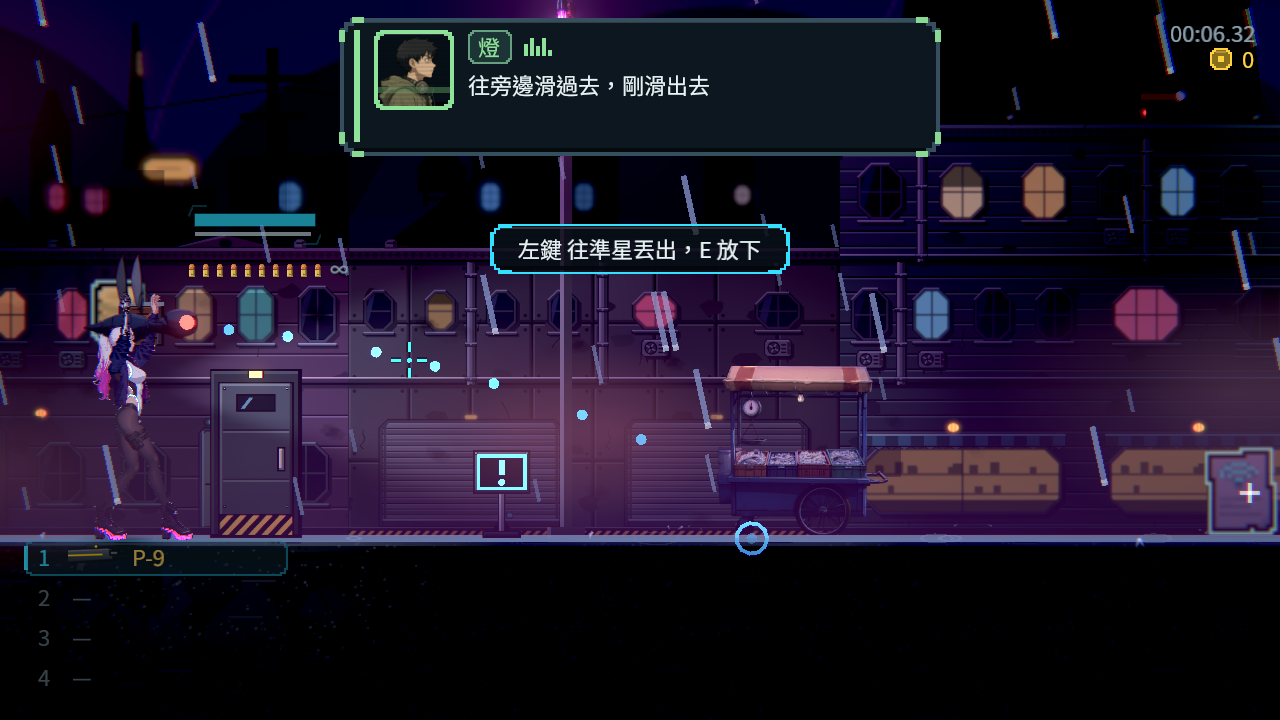 00:06.32
0
燈
往旁邊滑過去，剛滑出去
左鍵 往準星丟出，E 放下
∞
!
1 P-9
2 —
3 —
4 —